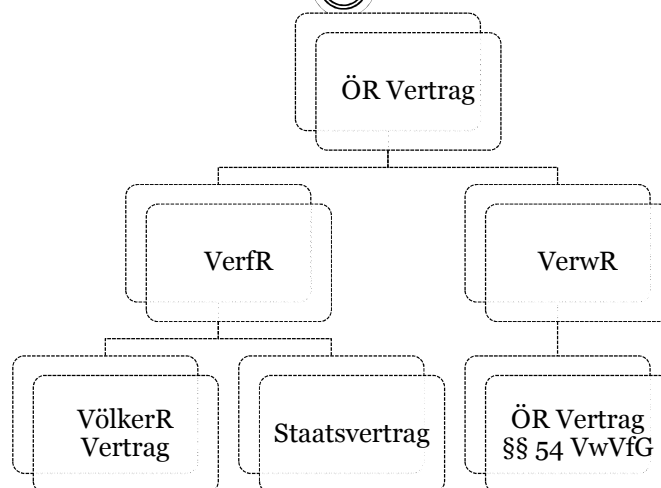 ÖR Vertrag
VerfR
VerwR
VölkerR
Vertrag
Staatsvertrag
ÖR Vertrag
§§ 54 VwVfG